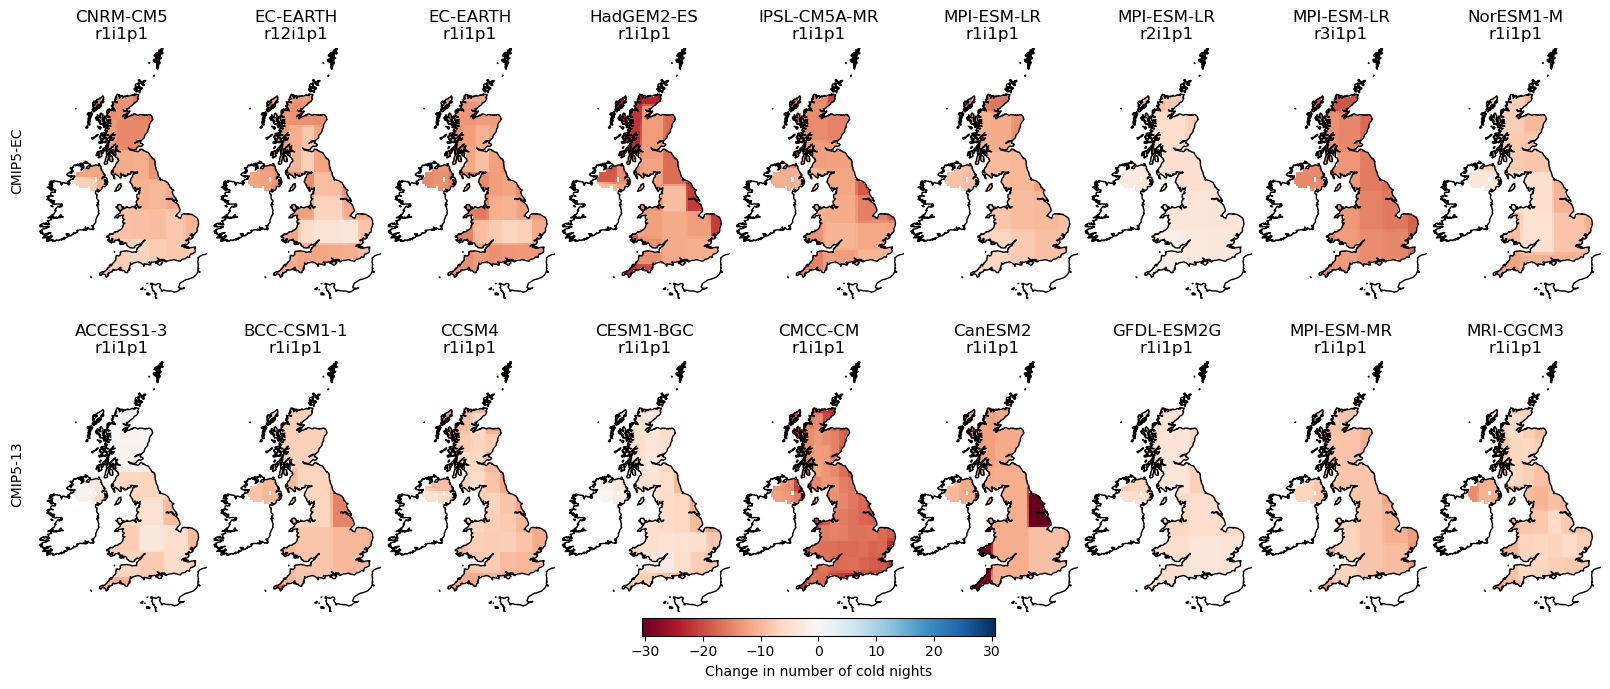 CNRM-CM5 EC-EARTH EC-EARTH HadGEM2-ES IPSL-CM5A-MR MPI-ESM-LR MPI-ESM-LR MPI-ESM-LR NorESM1-M
r1i1p1 r12i1p1 r1i1p1 r1i1p1 r1i1p1 r1i1p1 r2i1p1 r3i1p1 r1i1p1
CMIP5-EC
ACCESS1-3 BCC-CSM1-1 CCSM4 CESM1-BGC CMCC-CM CanESM2 GFDL-ESM2G MPI-ESM-MR MRI-CGCM3
r1i1p1 r1i1p1 r1i1p1 r1i1p1 r1i1p1 r1i1p1 r1i1p1 r1i1p1 r1i1p1
CMIP5-13
−30 −20 −10 0 10 20 30
Change in number of cold nights